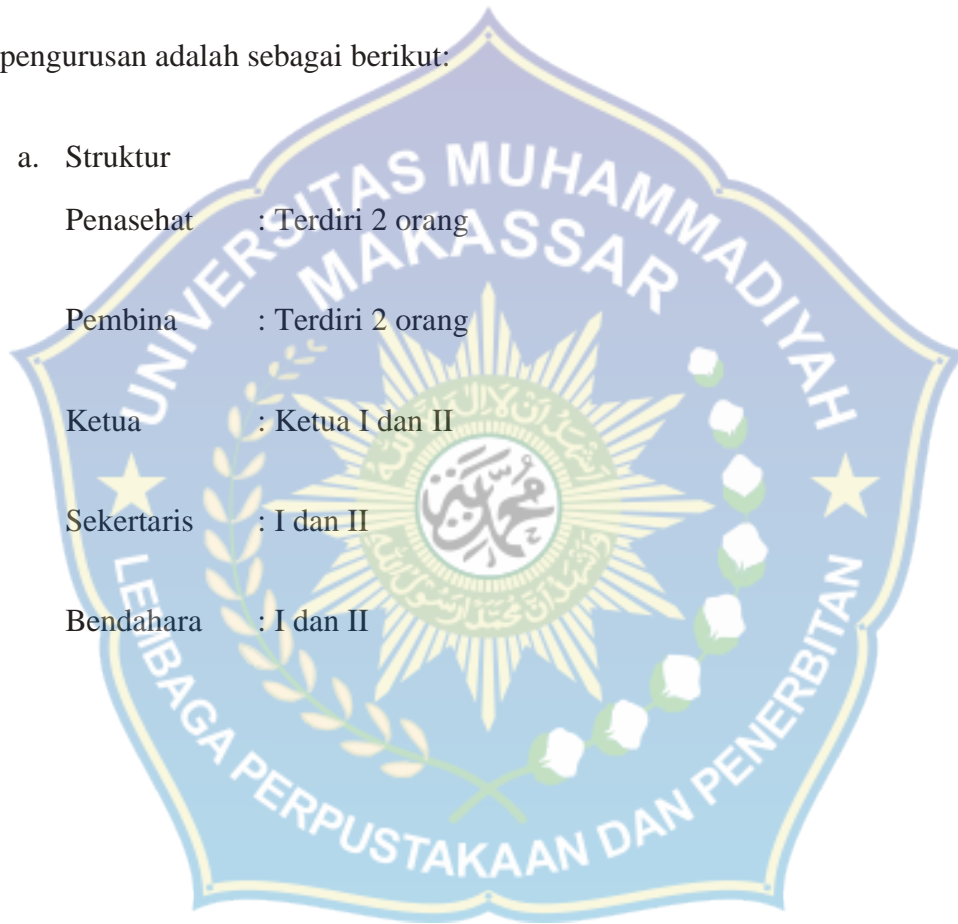 pengurusan adalah sebagai berikut:
a. Struktur
Penasehat : Terdiri 2 orang
Pembina : Terdiri 2 orang
Ketua : Ketua I dan II
Sekertaris : I dan II
Bendahara : I dan II
UNIVERSITAS MUHAMMADIYAH
MAKASSAR
LEMBAGA PERPUSTAKAAN DAN PENERBITAN